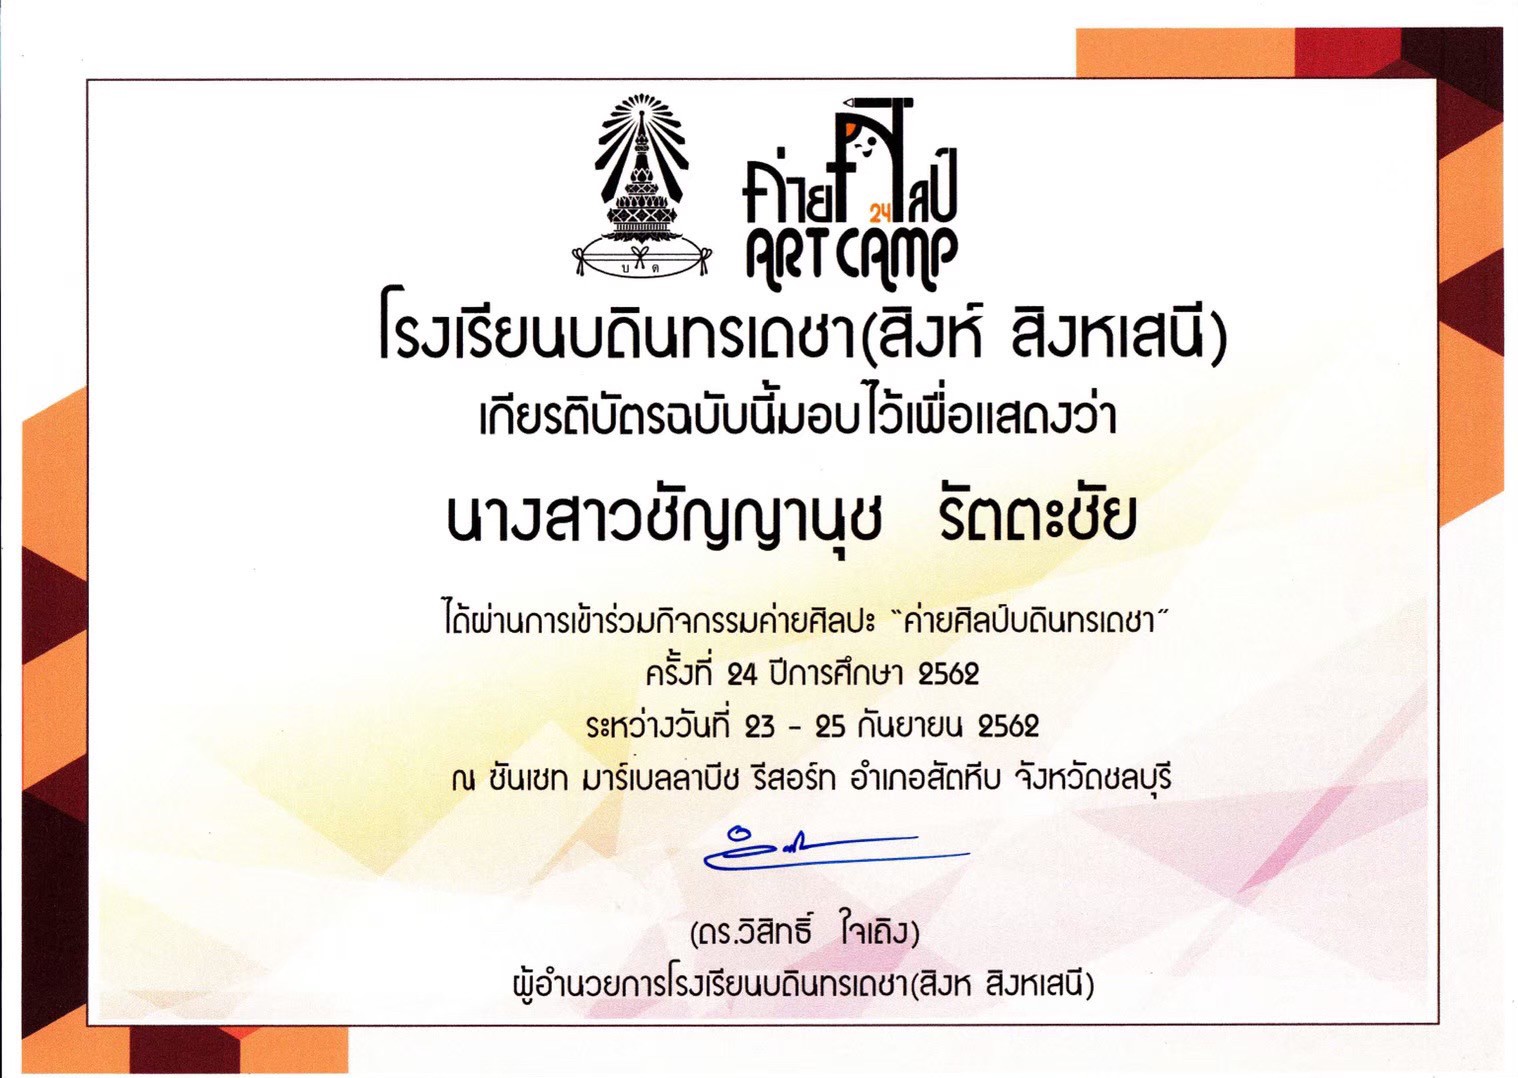 บ ด
ค่ายศิลป์
24
ART CAMP
โรงเรียนบดินทรเดชา(สิงห์ สิงหเสนี)
เกียรติบัตรฉบับนี้มอบไว้เพื่อแสดงว่า
นางสาวชัญญานุช รัตตะชัย
ได้ผ่านการเข้าร่วมกิจกรรมค่ายศิลปะ “ค่ายศิลป์บดินทรเดชา”
ครั้งที่ 24 ปีการศึกษา 2562
ระหว่างวันที่ 23 - 25 กันยายน 2562
ณ ซันเซท มาร์เบลลาบีช รีสอร์ท อำเภอสัตหีบ จังหวัดชลบุรี
(ดร.วิสิทธิ์ ใจเถิง)
ผู้อำนวยการโรงเรียนบดินทรเดชา(สิงห สิงหเสนี)